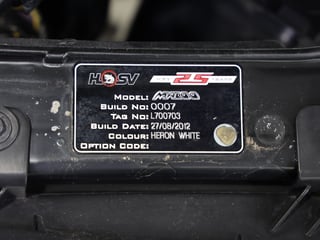 HSV 25
MODEL: MALOO
BUILD NO: 0007
TAG NO: L700703
BUILD DATE: 27/08/2012
COLOUR: HERON WHITE
OPTION CODE: